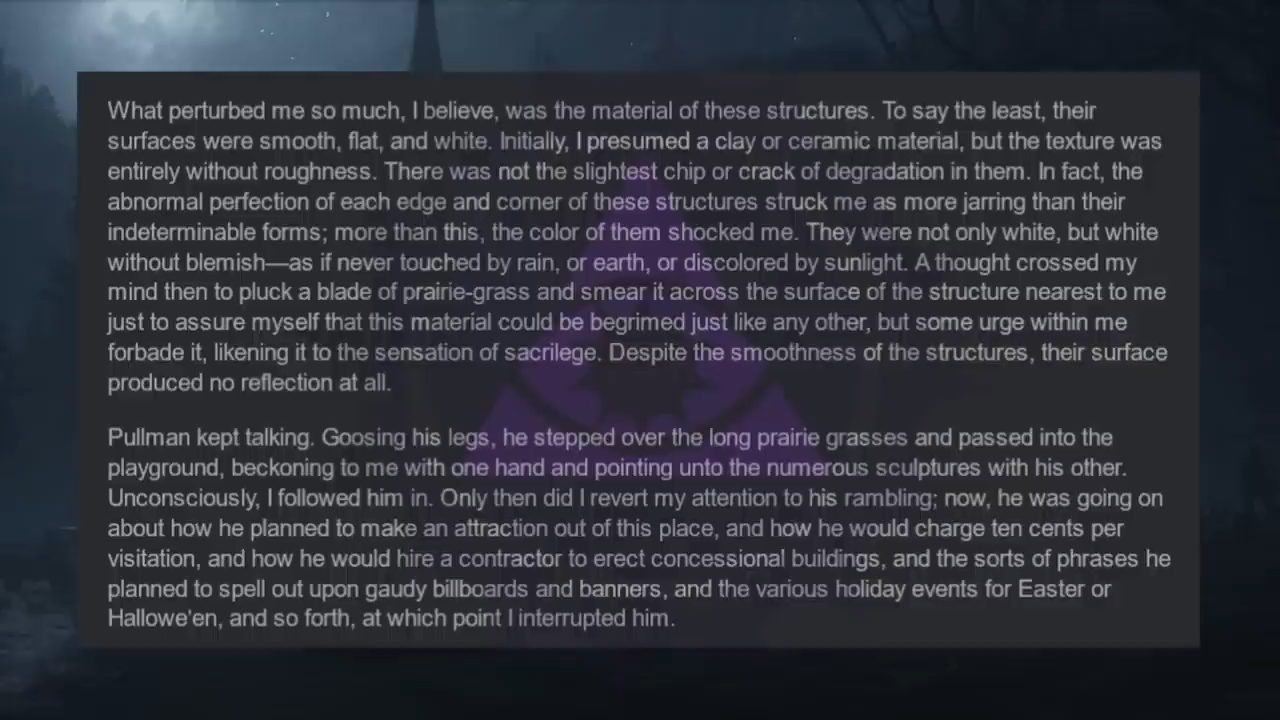 What perturbed me so much, I believe, was the material of these structures. To say the least, their
surfaces were smooth, flat, and white. Initially, I presumed a clay or ceramic material, but the texture was
entirely without roughness. There was not the slightest chip or crack of degradation in them. In fact, the
abnormal perfection of each edge and corner of these structures struck me as more jarring than their
indeterminable forms; more than this, the color of them shocked me. They were not only white, but white
without blemish—as if never touched by rain, or earth, or discolored by sunlight. A thought crossed my
mind then to pluck a blade of prairie-grass and smear it across the surface of the structure nearest to me
just to assure myself that this material could be begrimed just like any other, but some urge within me
forbade it, likening it to the sensation of sacrilege. Despite the smoothness of the structures, their surface
produced no reflection at all.
Pullman kept talking. Goosing his legs, he stepped over the long prairie grasses and passed into the
playground, beckoning to me with one hand and pointing unto the numerous sculptures with his other.
Unconsciously, I followed him in. Only then did I revert my attention to his rambling; now, he was going on
about how he planned to make an attraction out of this place, and how he would charge ten cents per
visitation, and how he would hire a contractor to erect concessional buildings, and the sorts of phrases he
planned to spell out upon gaudy billboards and banners, and the various holiday events for Easter or
Hallowe'en, and so forth, at which point I interrupted him.